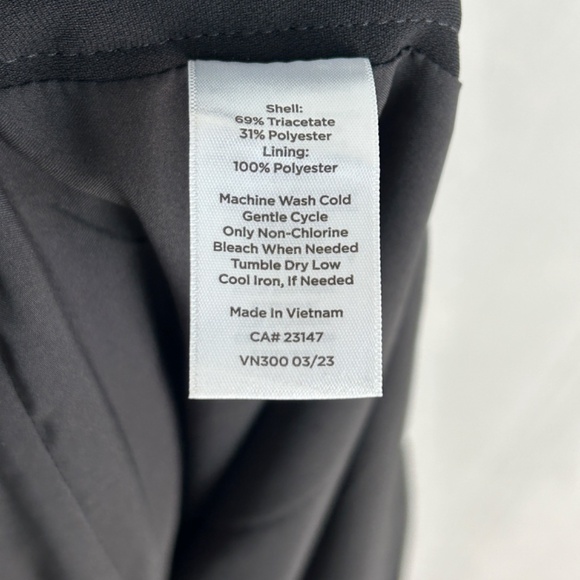 Shell:
69% Triacetate
31% Polyester
Lining:
100% Polyester
Machine Wash Cold
Gentle Cycle
Only Non-Chlorine
Bleach When Needed
Tumble Dry Low
Cool Iron, If Needed
Made In Vietnam
CA# 23147
VN300 03/23